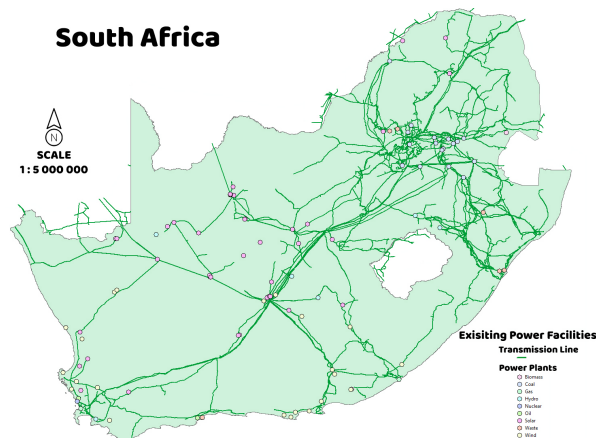 South Africa
N
SCALE
1 : 5 000 000
Exisiting Power Facilities
Transmission Line
Power Plants
Biomass
Coal
Gas
Hydro
Nuclear
Oil
Solar
Waste
Wind